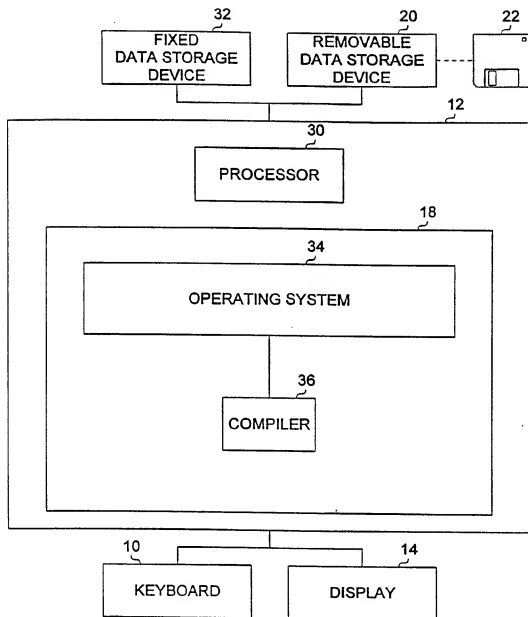 32
FIXED
DATA STORAGE
DEVICE
20
REMOVABLE
DATA STORAGE
DEVICE
22
12
30
PROCESSOR
18
34
OPERATING SYSTEM
36
COMPILER
10
KEYBOARD
14
DISPLAY